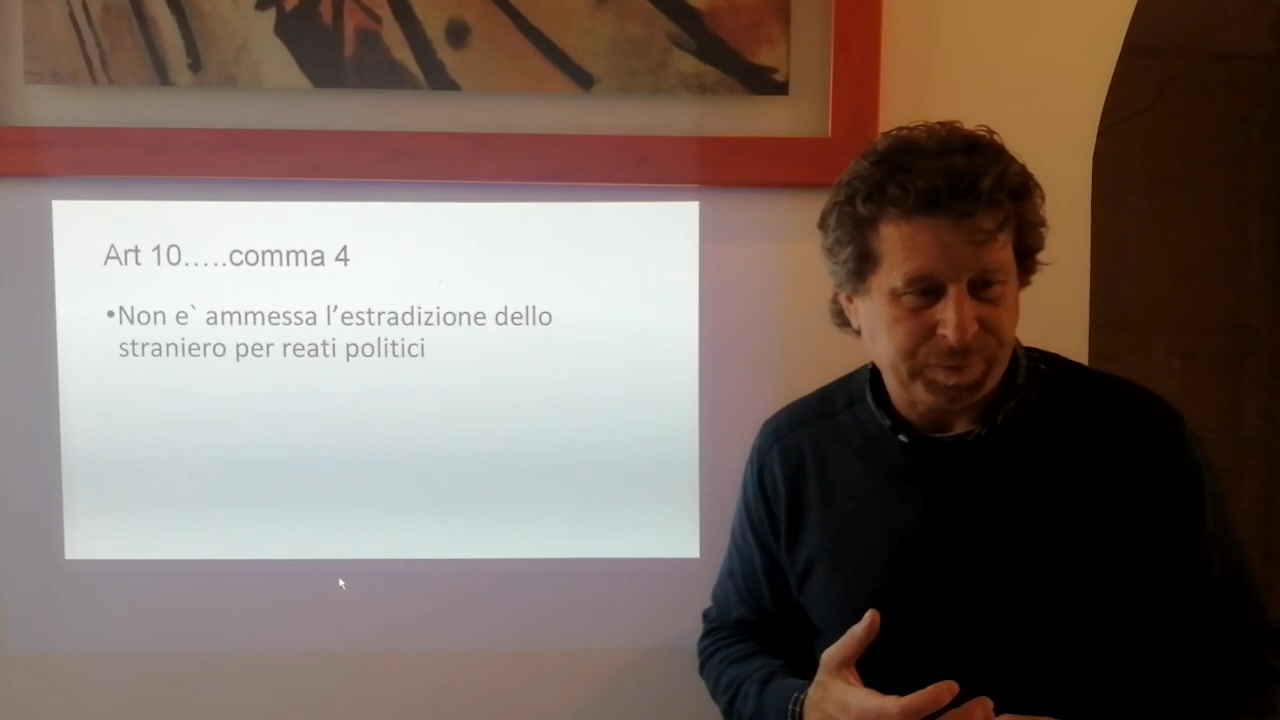 Art 10…..comma 4
•Non e` ammessa l’estradizione dello
straniero per reati politici